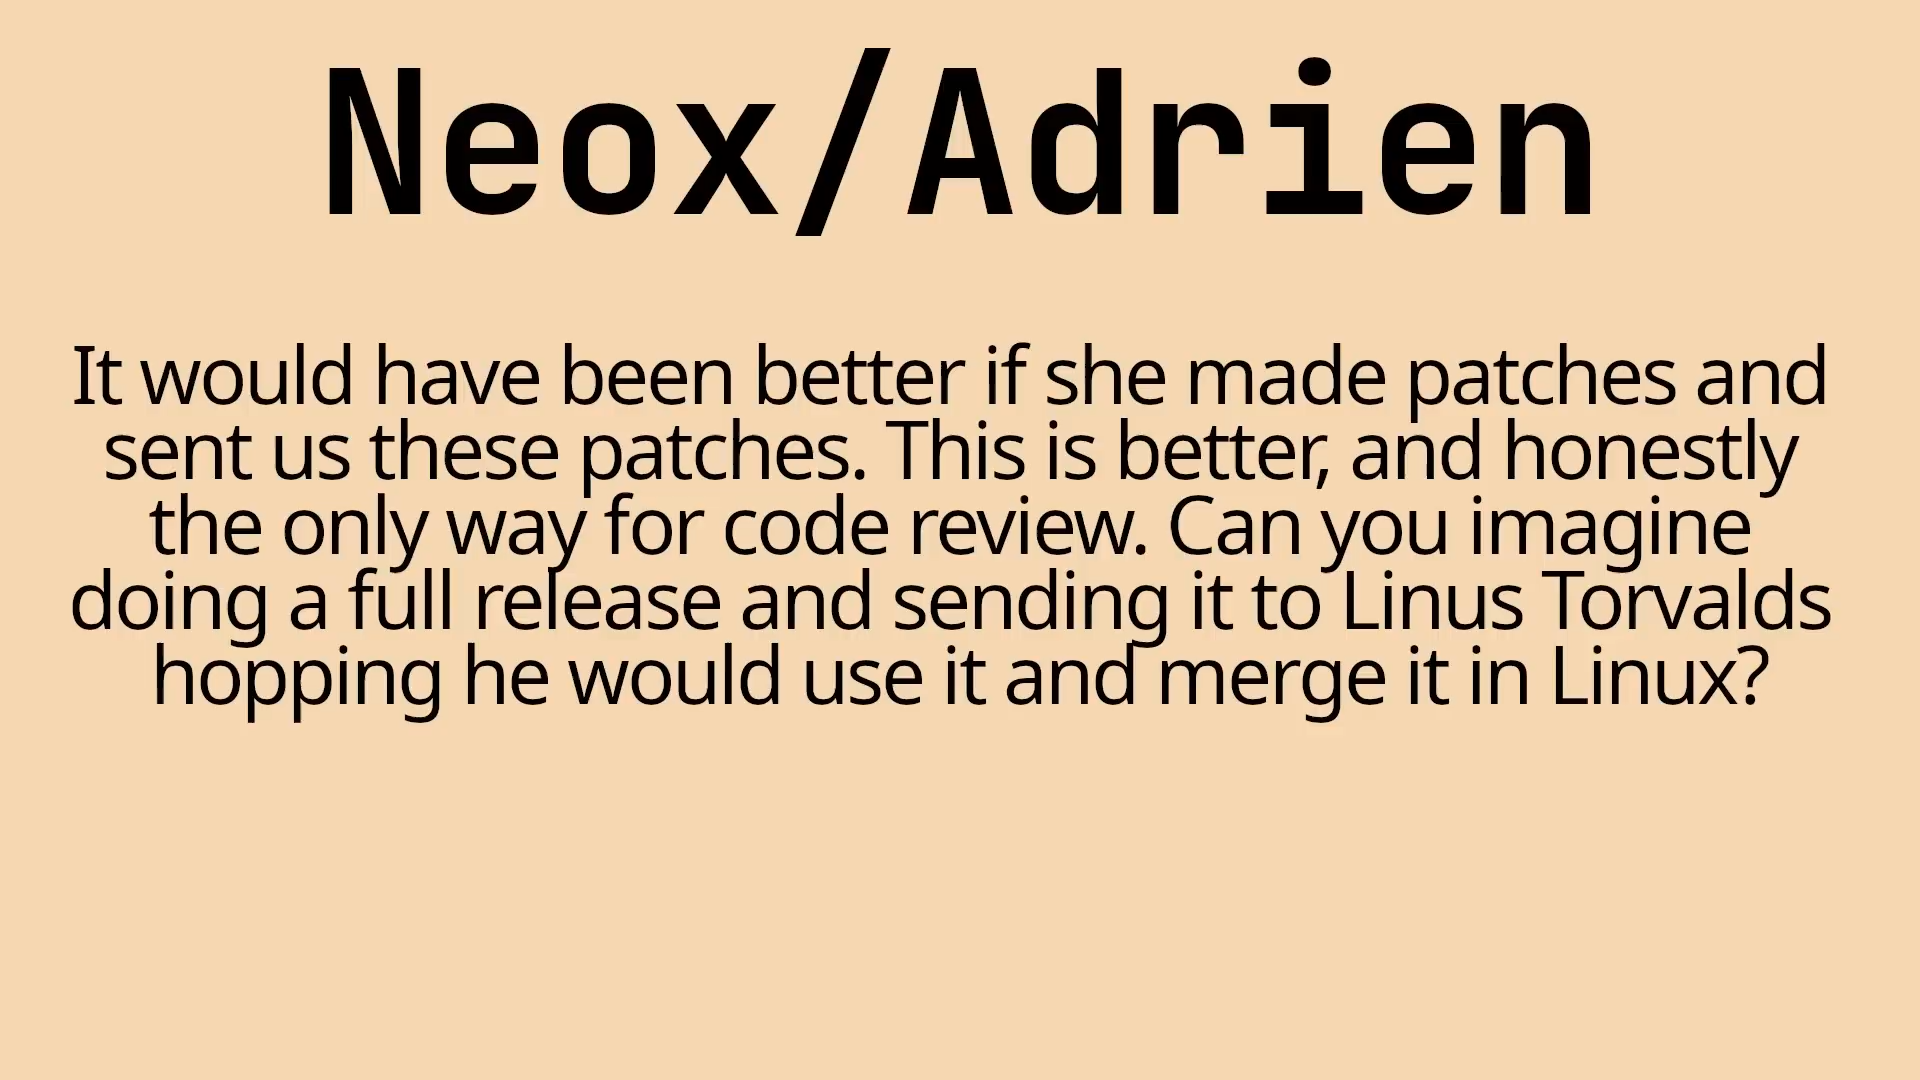 Neox/Adrien
It would have been better if she made patches and
sent us these patches. This is better, and honestly
the only way for code review. Can you imagine
doing a full release and sending it to Linus Torvalds
hopping he would use it and merge it in Linux?